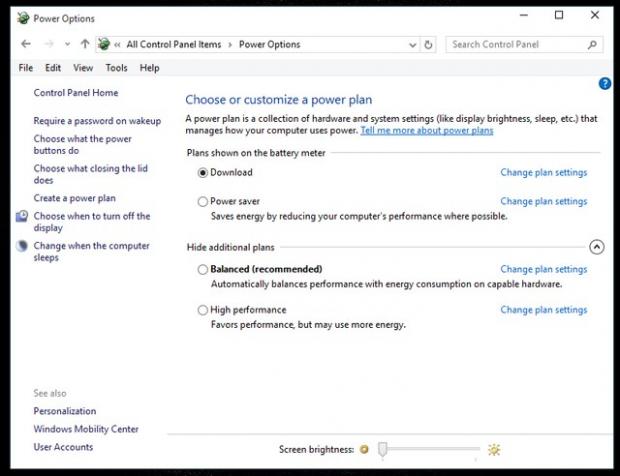 Power Options
« All Control Panel Items > Power Options
Search Control Panel
File Edit View Tools Help
Control Panel Home
Require a password on wakeup
Choose what the power
buttons do
Choose what closing the lid
does
Create a power plan
Choose when to turn off the
display
Change when the computer
sleeps
See also
Personalization
Windows Mobility Center
User Accounts
?
Choose or customize a power plan
A power plan is a collection of hardware and system settings (like display brightness, sleep, etc.) that
manages how your computer uses power. Tell me more about power plans
Plans shown on the battery meter
Download Change plan settings
Power saver Change plan settings
Saves energy by reducing your computer's performance where possible.
Hide additional plans
Balanced (recommended) Change plan settings
Automatically balances performance with energy consumption on capable hardware.
High performance Change plan settings
Favors performance, but may use more energy.
Screen brightness: